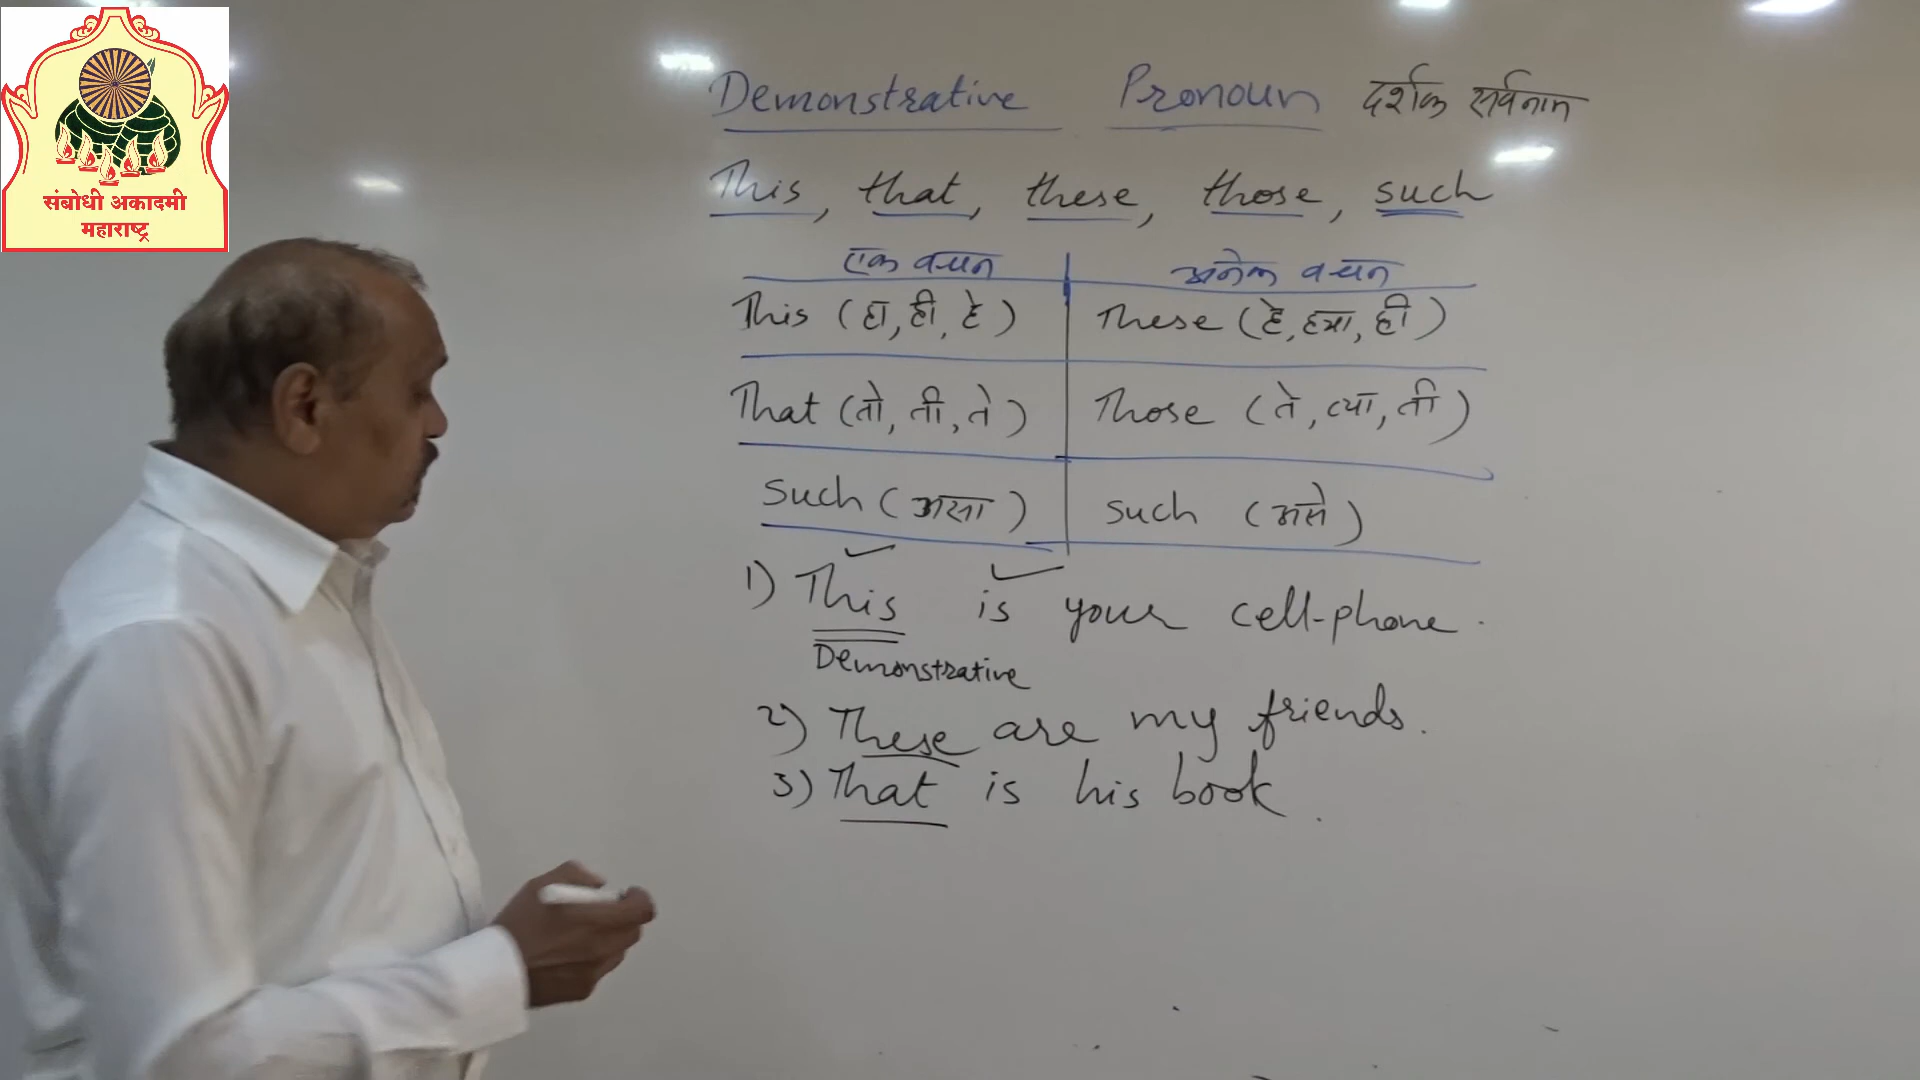 संबोधी अकादमी
महाराष्ट्र
Demonstrative Pronoun दर्शक सर्वनाम
This, that, these, those, such
एक वचन अनेक वचन
This (हा, ही, हे) These (हे, ह्या, ही)
That (तो, ती, ते) Those (ते, त्या, ती)
Such (असा) such (असे)
1) This is your cell-phone.
Demonstrative
2) These are my friends.
3) That is his book.